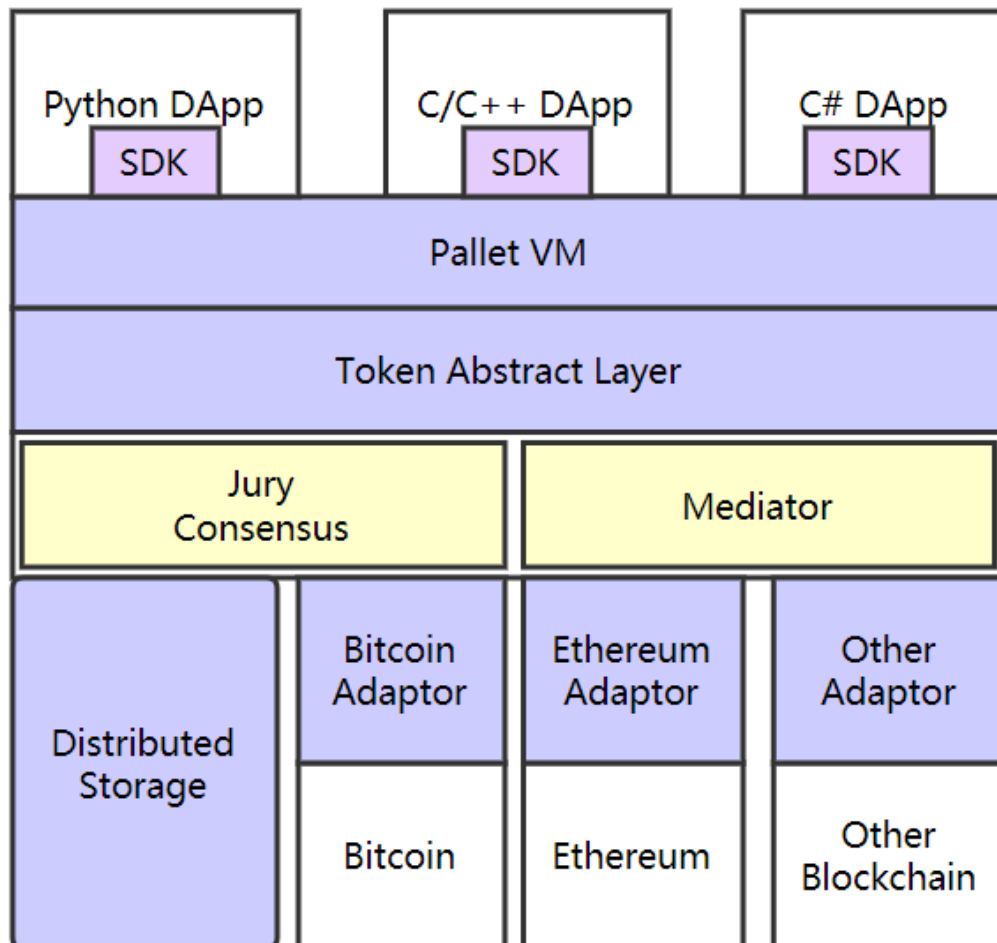 Python DApp
C/C++ DApp
C# DApp
SDK
SDK
SDK
Pallet VM
Token Abstract Layer
Jury
Consensus
Mediator
Distributed
Storage
Bitcoin
Adaptor
Ethereum
Adaptor
Other
Adaptor
Bitcoin
Ethereum
Other
Blockchain